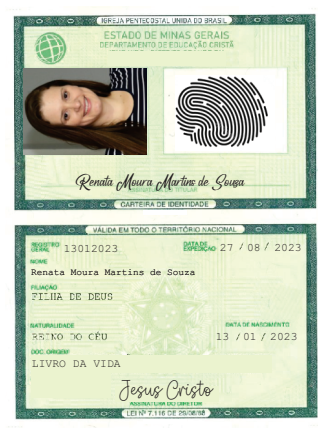 IGREJA PENTECOSTAL UNIDA DO BRASIL
ESTADO DE MINAS GERAIS
DEPARTAMENTO DE EDUCAÇÃO CRISTÃ
Renata Moura Martins de Sousa
CARTEIRA DE IDENTIDADE
VÁLIDA EM TODO O TERRITÓRIO NACIONAL
REGISTRO GERAL 13012023 DATA DE EXPEDIÇÃO 27 / 08 / 2023
NOME
Renata Moura Martins de Souza
FILIAÇÃO
FILHA DE DEUS
NATURALIDADE DATA DE NASCIMENTO
REINO DO CÉU 13 / 01 / 2023
DOC. ORIGEM
LIVRO DA VIDA
Jesus Cristo
ASSINATURA DO DIRETOR
LEI Nº 7.116 DE 29/08/83